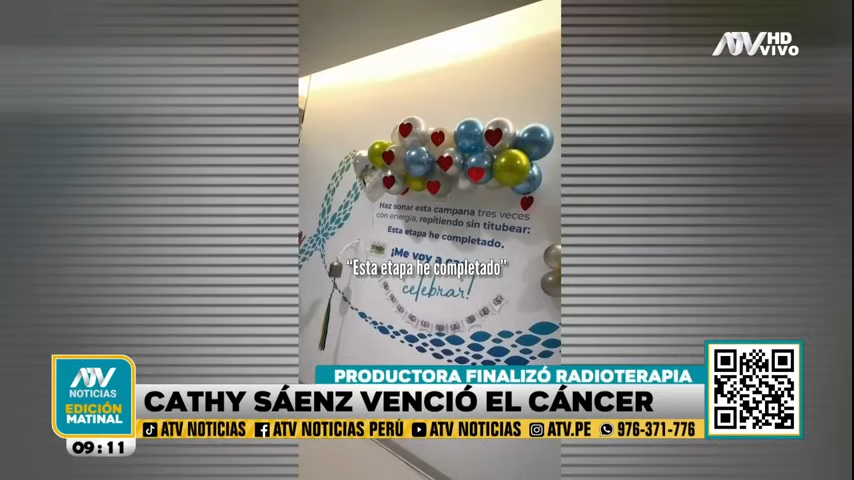 ATV HD
VIVO
Haz sonar esta campana tres veces
con energía, repitiendo sin titubear:
Esta etapa he completado.
¡Me voy a
“Esta etapa he completado”
celebrar!
PRODUCTORA FINALIZÓ RADIOTERAPIA
ATV
NOTICIAS
EDICIÓN
MATINAL
CATHY SÁENZ VENCIÓ EL CÁNCER
ATV NOTICIAS ATV NOTICIAS PERÚ ATV NOTICIAS ATV.PE 976-371-776
09:11